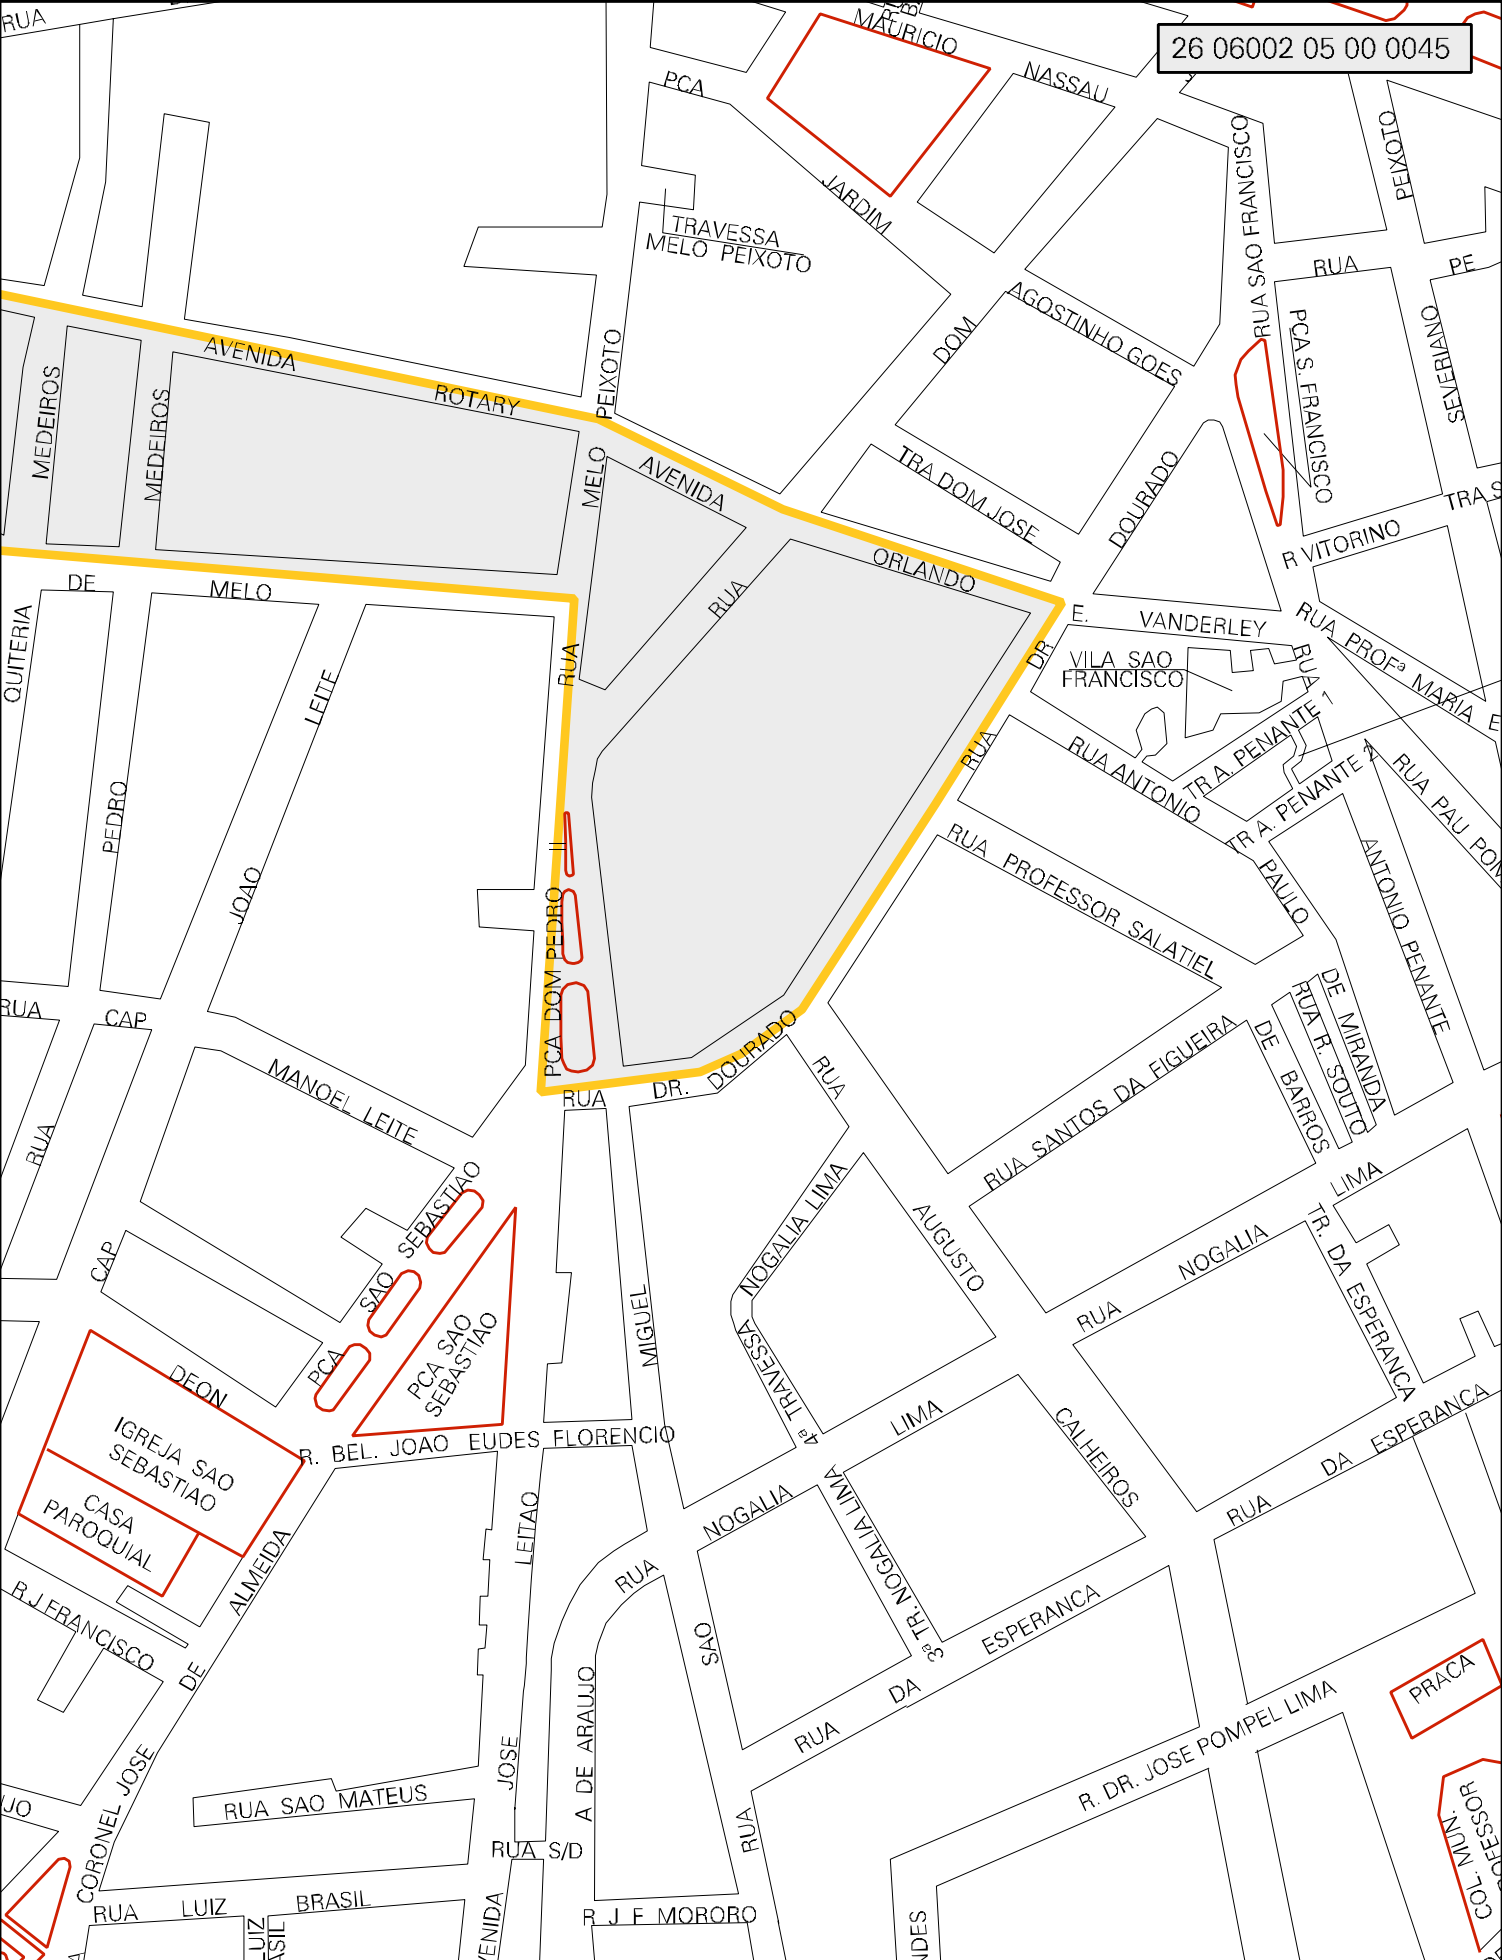 RUA
MAURICIO
26 06002 05 00 0045
PCA
NASSAU
PEIXOTO
RUA SAO FRANCISCO
JARDIM
TRAVESSA
MELO PEIXOTO
RUA
PE
AGOSTINHO GOES
DOM
PCA S. FRANCISCO
SEVERIANO
AVENIDA
ROTARY
PEIXOTO
MEDEIROS
MEDEIROS
MELO
AVENIDA
TRA DOM JOSE
DOURADO
TRA S
R VITORINO
ORLANDO
DE
MELO
RUA
E.
VANDERLEY
RUA PROFª MARIA E
QUITERIA
LEITE
RUA
DR
VILA SAO
FRANCISCO
RUA
TR A. PENANTE 1
RUA
RUA ANTONIO
TR A. PENANTE 2
RUA PAU POM
PEDRO
JOAO
PCA DOM PEDRO II
RUA PROFESSOR SALATIEL
PAULO
ANTONIO PENANTE
RUA
CAP
DE MIRANDA
RUA R. SOUTO
DE BARROS
MANOEL LEITE
RUA
DR.
DOURADO
RUA
RUA SANTOS DA FIGUEIRA
RUA
LIMA
NOGALIA LIMA
AUGUSTO
CAP
PCA SAO SEBASTIAO
PCA SAO
SEBASTIAO
MIGUEL
NOGALIA
RUA
TR. DA ESPERANCA
4ª TRAVESSA
DEON
IGREJA SAO
SEBASTIAO
CASA
PAROQUIAL
R. BEL. JOAO EUDES FLORENCIO
LIMA
CALHEIROS
DA
ESPERANCA
RUA
NOGALIA
3ª TR. NOGALIA LIMA
LEITAO
ALMEIDA
RUA
R J FRANCISCO
DE
SAO
ESPERANCA
DA
RUA
PRACA
R. DR. JOSE POMPEL LIMA
A DE ARAUJO
JOSE
CORONEL JOSE
UJO
RUA SAO MATEUS
RUA
RUA S/D
COL. MUN.
OFESSOR
RUA
LUIZ
BRASIL
R J F MORORO
LUIZ
ASIL
VENIDA
NDES